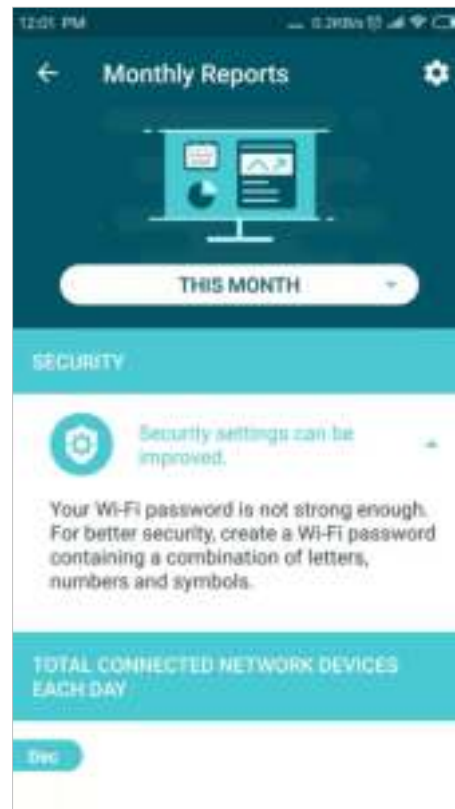 12:01 PM
Monthly Reports
THIS MONTH
SECURITY
Security settings can be
improved.
Your Wi-Fi password is not strong enough.
For better security, create a Wi-Fi password
containing a combination of letters,
numbers and symbols.
TOTAL CONNECTED NETWORK DEVICES
EACH DAY
Dec